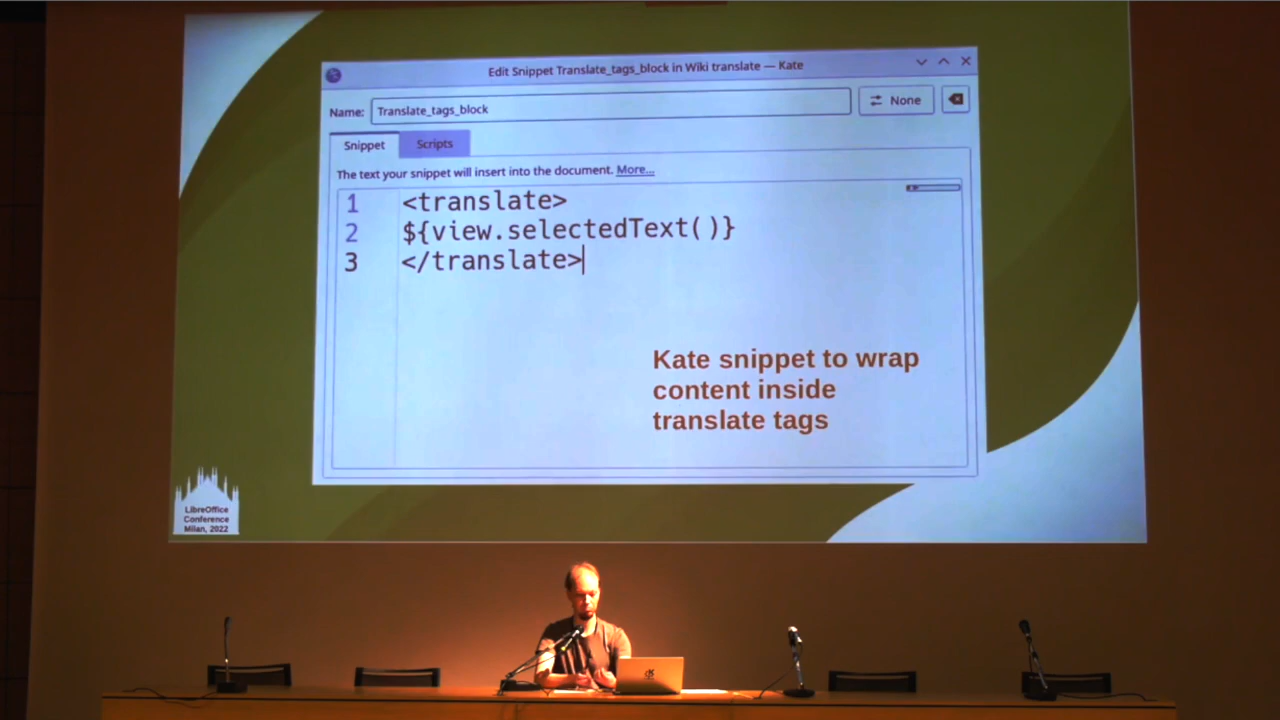 Edit Snippet Translate_tags_block in Wiki translate — Kate
Name: Translate_tags_block None
Snippet Scripts
The text your snippet will insert into the document. More...
1 <translate>
2 ${view.selectedText()}
3 </translate>
Kate snippet to wrap
content inside
translate tags
LibreOffice
Conference
Milan, 2022